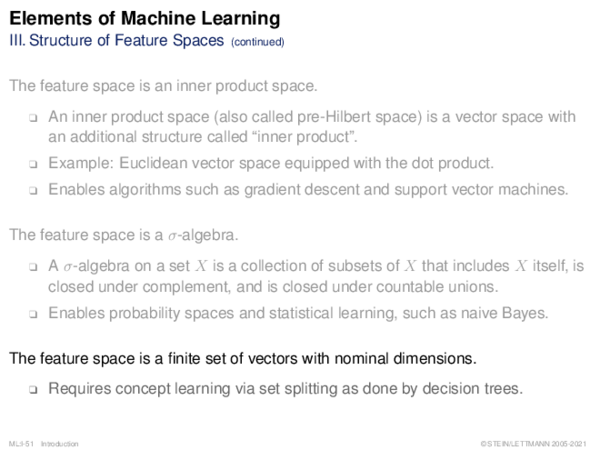 Elements of Machine Learning
III. Structure of Feature Spaces (continued)
The feature space is an inner product space.
❑ An inner product space (also called pre-Hilbert space) is a vector space with
an additional structure called “inner product”.
❑ Example: Euclidean vector space equipped with the dot product.
❑ Enables algorithms such as gradient descent and support vector machines.
The feature space is a σ-algebra.
❑ A σ-algebra on a set X is a collection of subsets of X that includes X itself, is
closed under complement, and is closed under countable unions.
❑ Enables probability spaces and statistical learning, such as naive Bayes.
The feature space is a finite set of vectors with nominal dimensions.
❑ Requires concept learning via set splitting as done by decision trees.
ML:I-51 Introduction © STEIN/LETTMANN 2005-2021